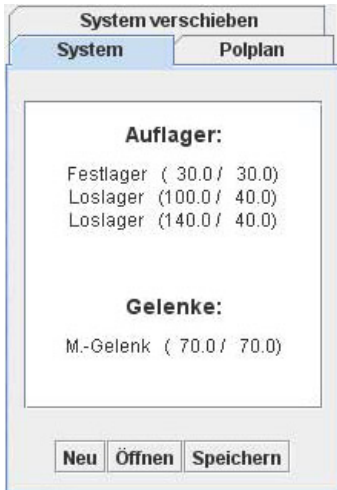 System verschieben
System Polplan
Auflager:
Festlager ( 30.0 / 30.0)
Loslager (100.0 / 40.0)
Loslager (140.0 / 40.0)
Gelenke:
M.-Gelenk ( 70.0 / 70.0)
Neu Öffnen Speichern